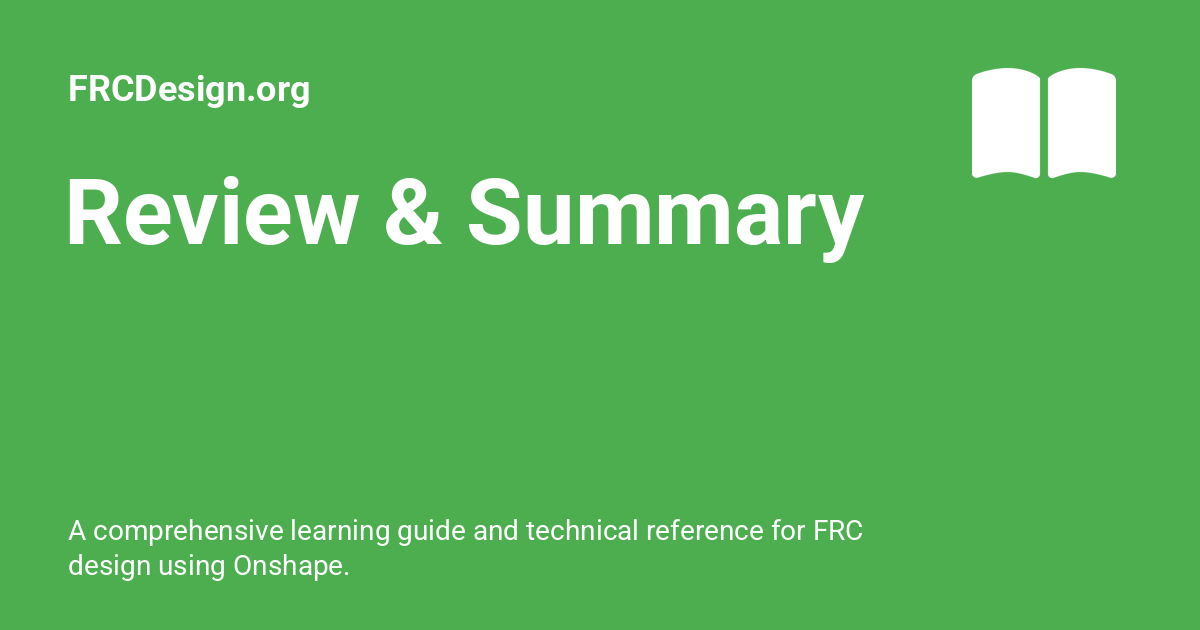 FRCDesign.org
Review & Summary
A comprehensive learning guide and technical reference for FRC
design using Onshape.